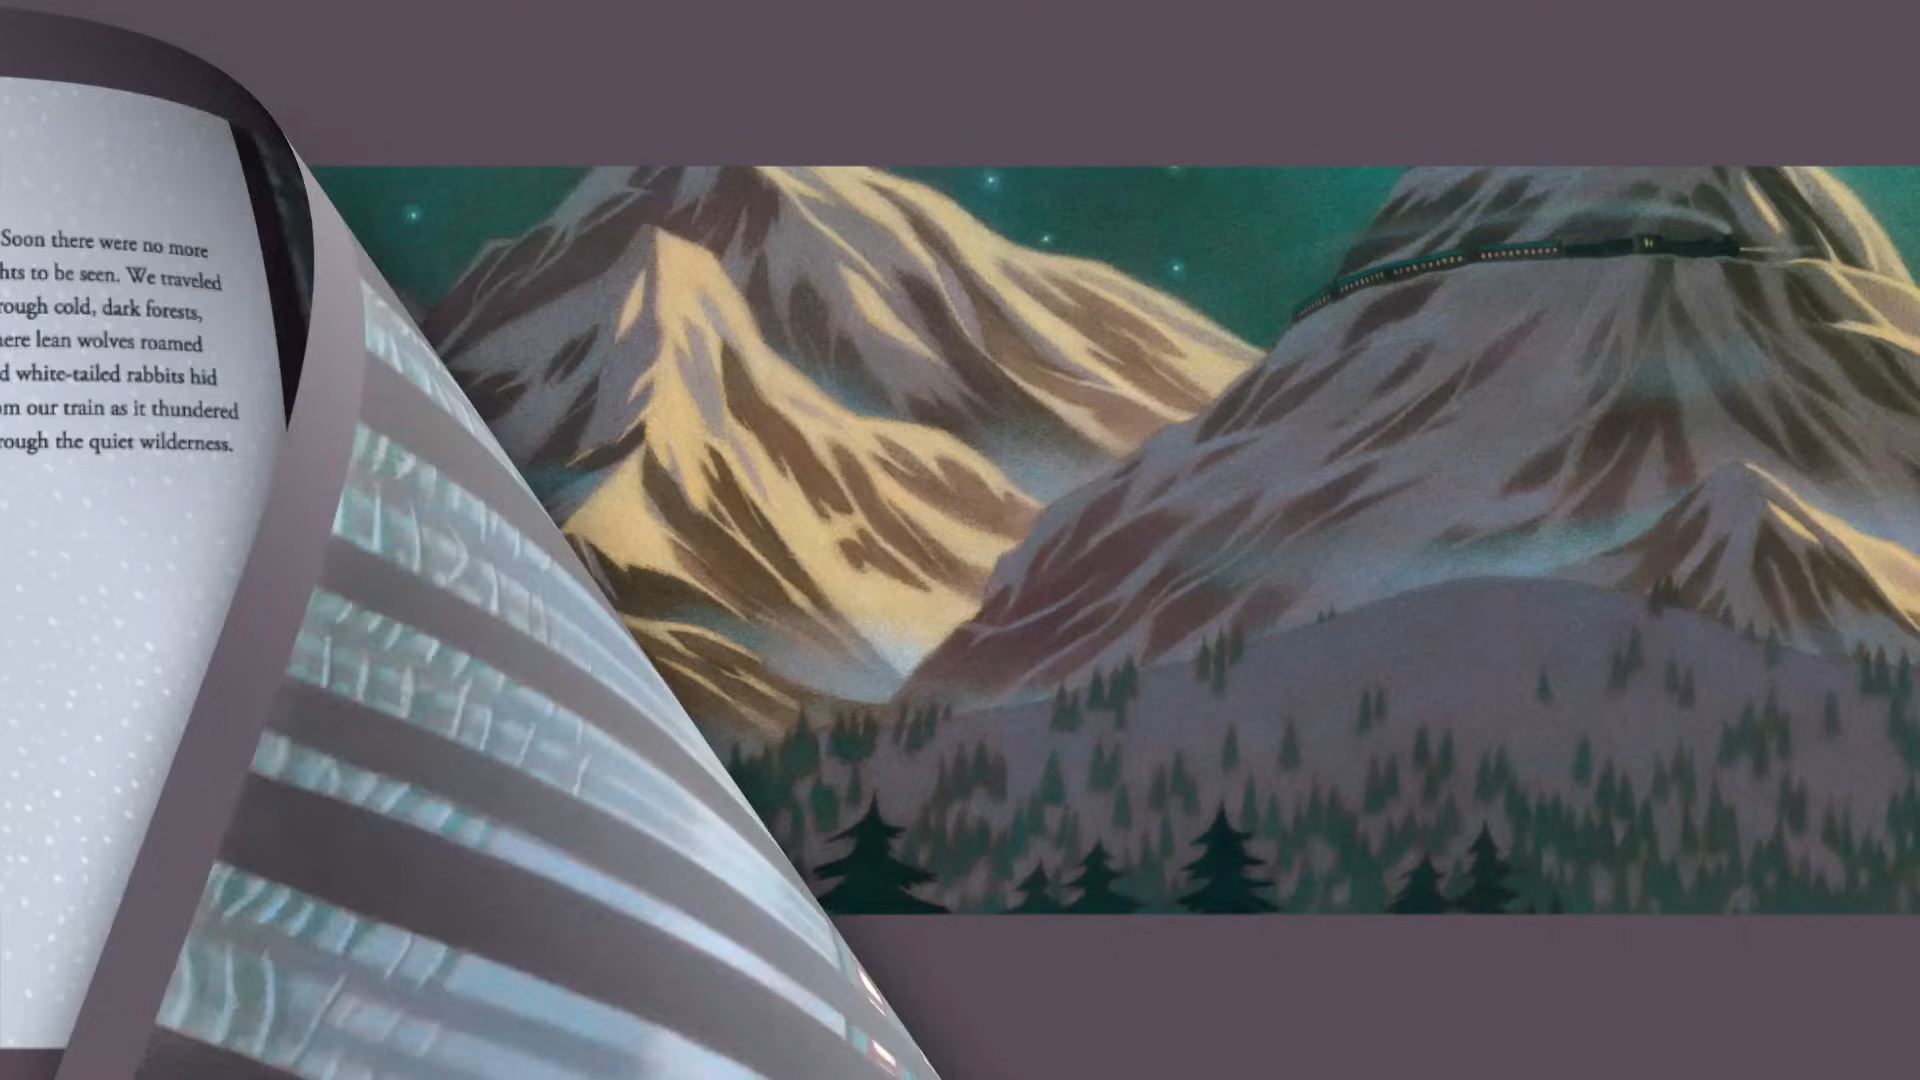 Soon there were no more
hts to be seen. We traveled
rough cold, dark forests,
ere lean wolves roamed
d white-tailed rabbits hid
om our train as it thundered
rough the quiet wilderness.